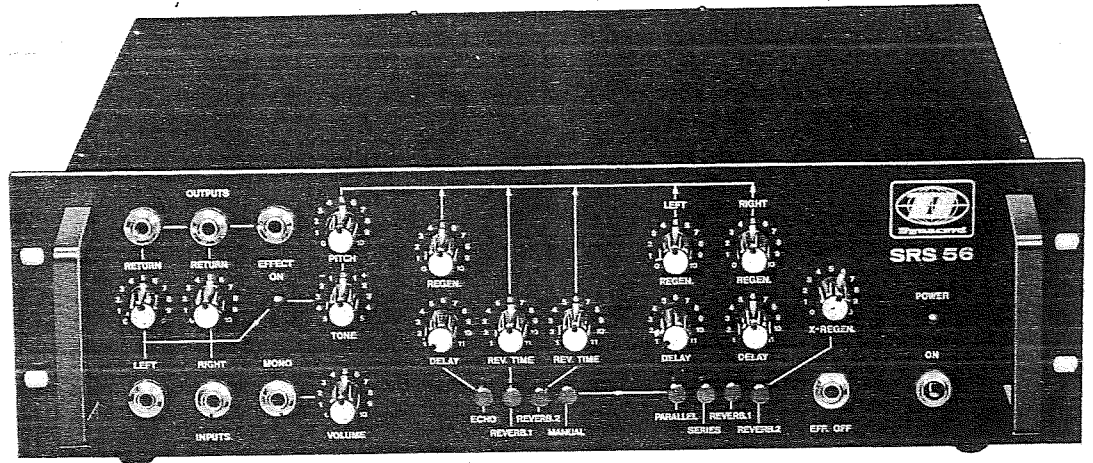 OUTPUTS
LEFT RIGHT
RETURN RETURN EFFECT PITCH
ON
REGEN. REGEN. REGEN.
SRS 56
TONE
POWER
X-REGEN.
LEFT RIGHT MONO
DELAY REV. TIME REV. TIME DELAY DELAY
ON
ECHO REVERB.2 PARALLEL REVERB.1
REVERB.1 MANUAL SERIES REVERB.2
INPUTS. VOLUME EFF. OFF